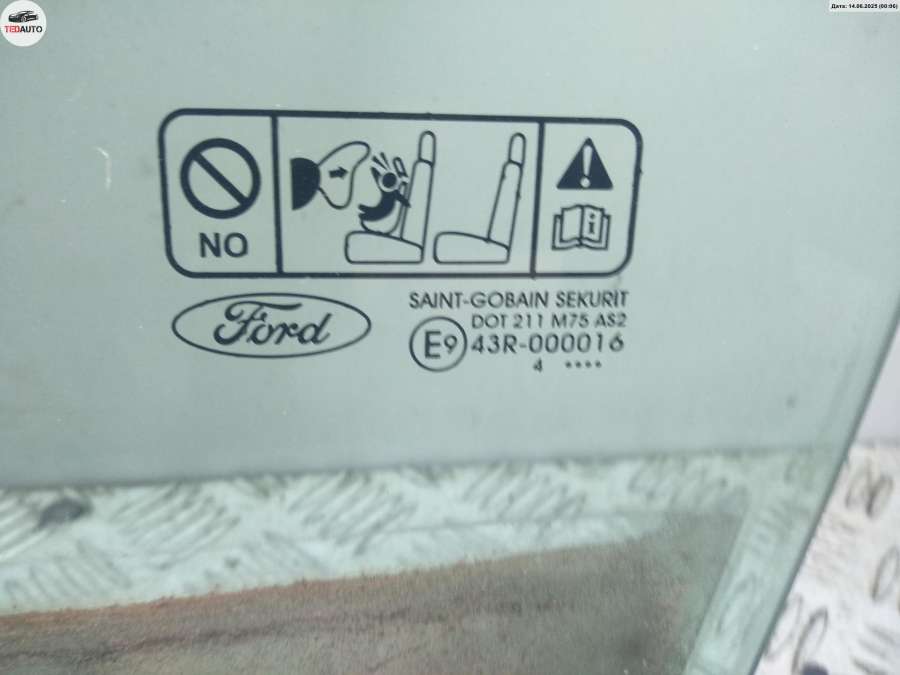 TEDAUTO
Дата: 14.06.2025 (00:06)
NO
Ford
SAINT-GOBAIN SEKURIT
DOT 211 M75 AS2
E9 43R-000016
4 ••••